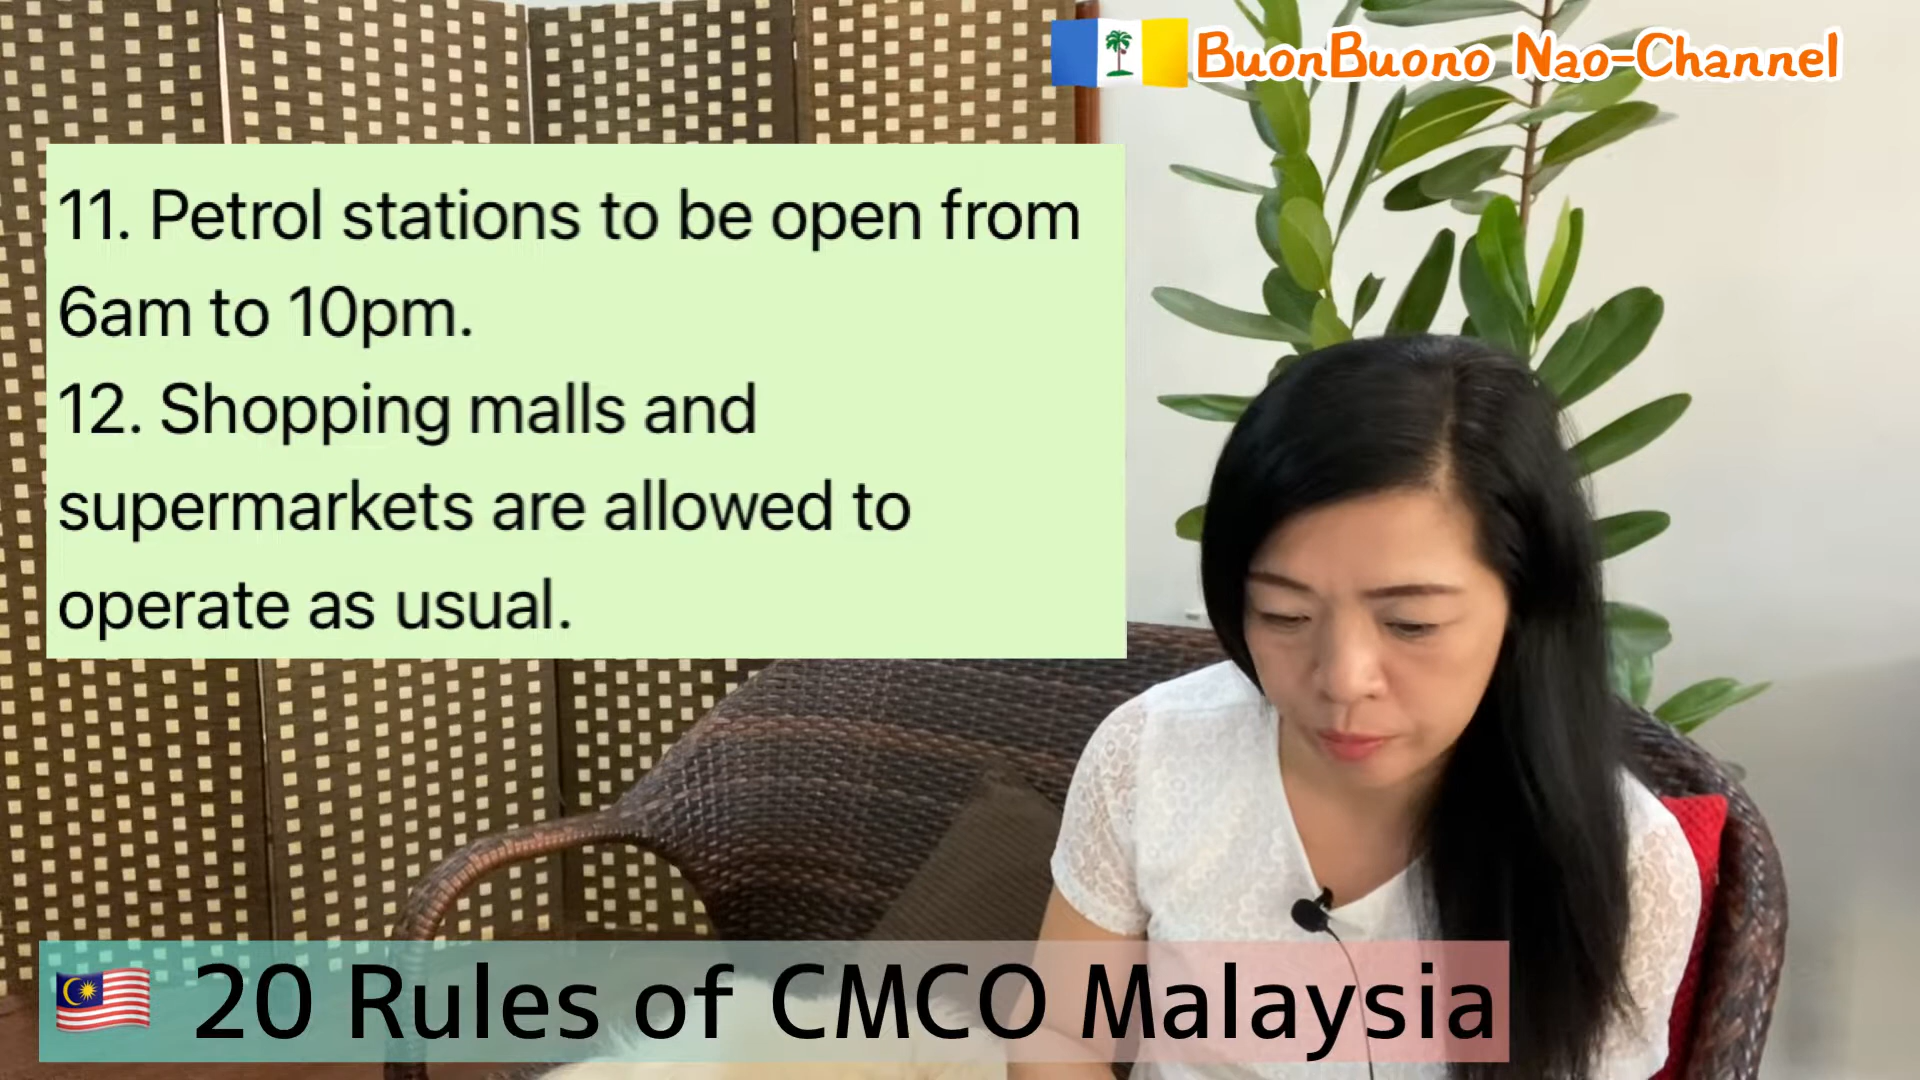 BuonBuono Nao-Channel
11. Petrol stations to be open from
6am to 10pm.
12. Shopping malls and
supermarkets are allowed to
operate as usual.
20 Rules of CMCO Malaysia